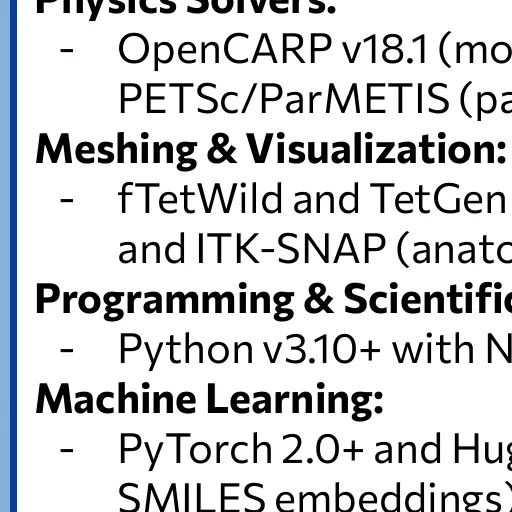 Physics Solvers:
- OpenCARP v18.1 (mo
PETSc/ParMETIS (pa
Meshing & Visualization:
- fTetWild and TetGen
and ITK-SNAP (anato
Programming & Scientific
- Python v3.10+ with N
Machine Learning:
- PyTorch 2.0+ and Hug
SMILES embeddings)